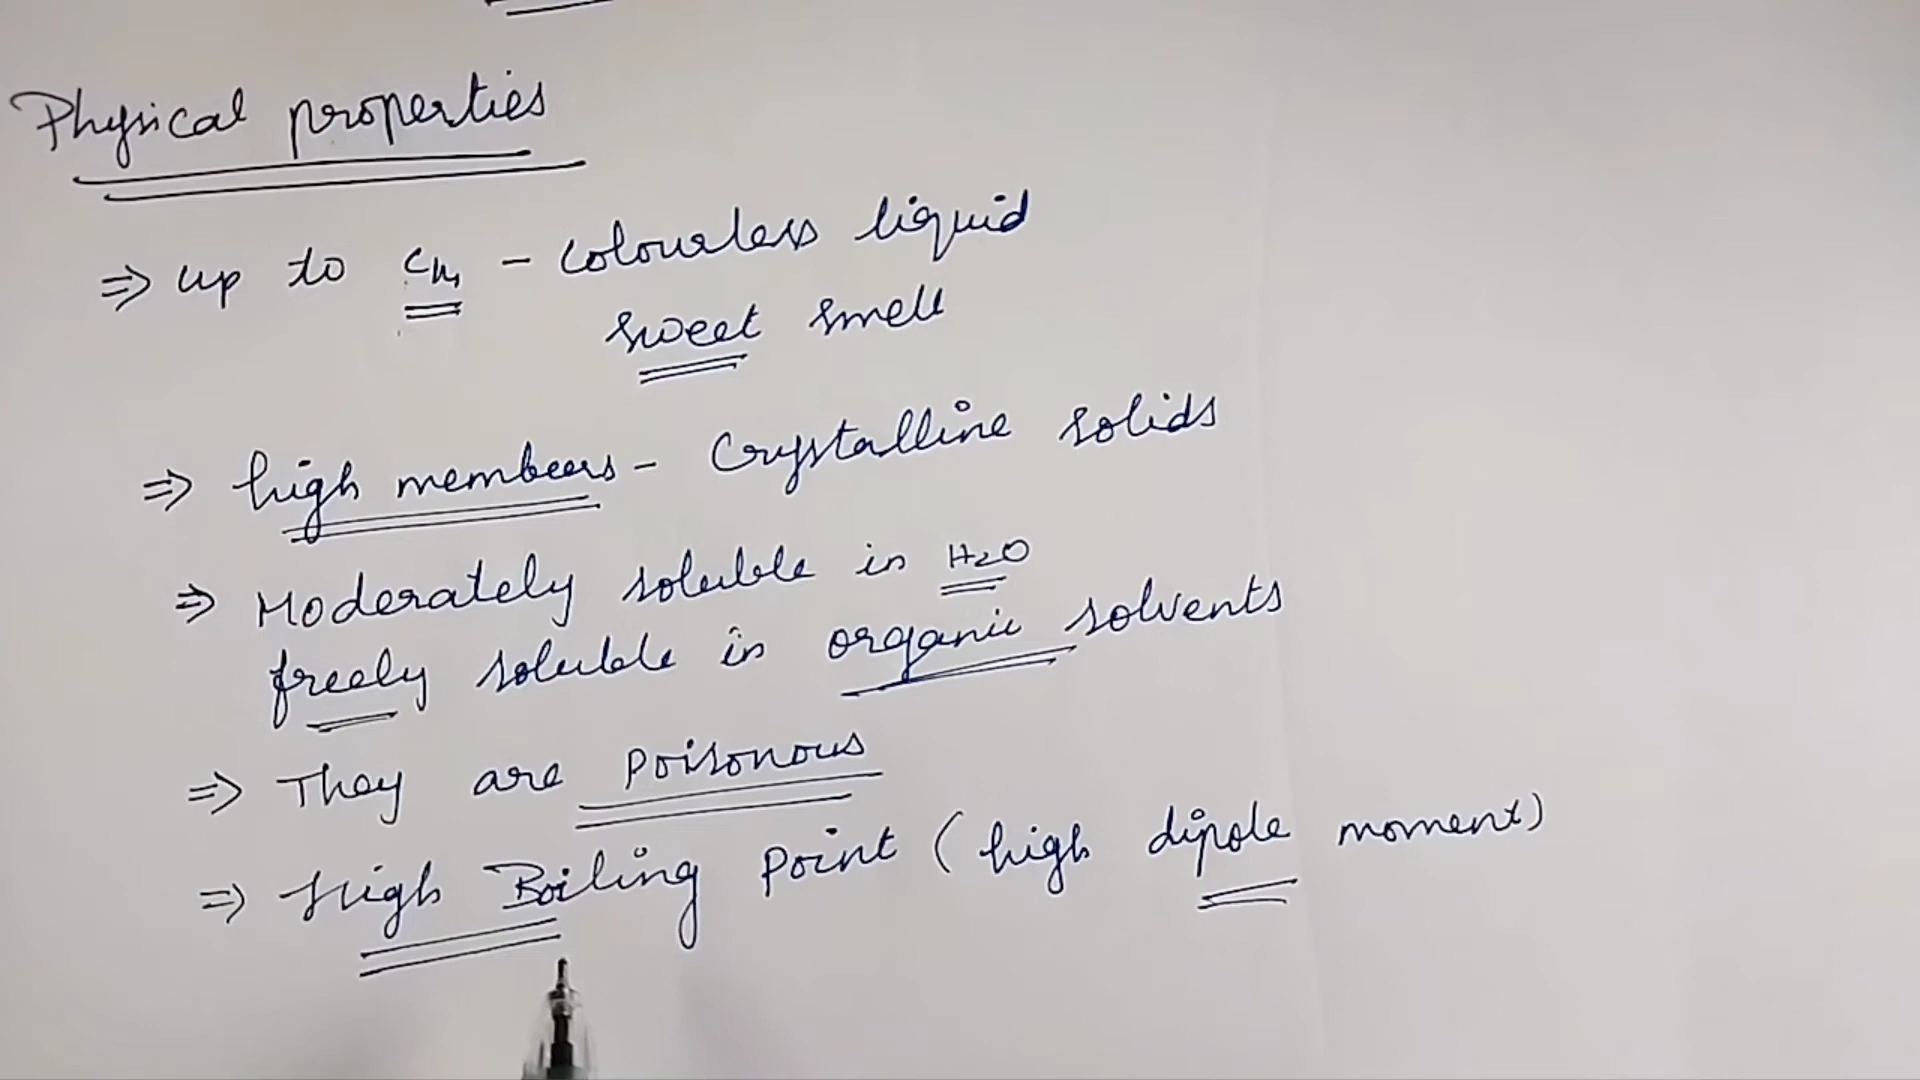 Physical properties
⇒ up to C14 - Colourless liquid
sweet smell
⇒ high members - Crystalline solids
⇒ Moderately soluble in H2O
freely soluble in organic solvents
⇒ They are poisonous
⇒ High Boiling point (high dipole moment)